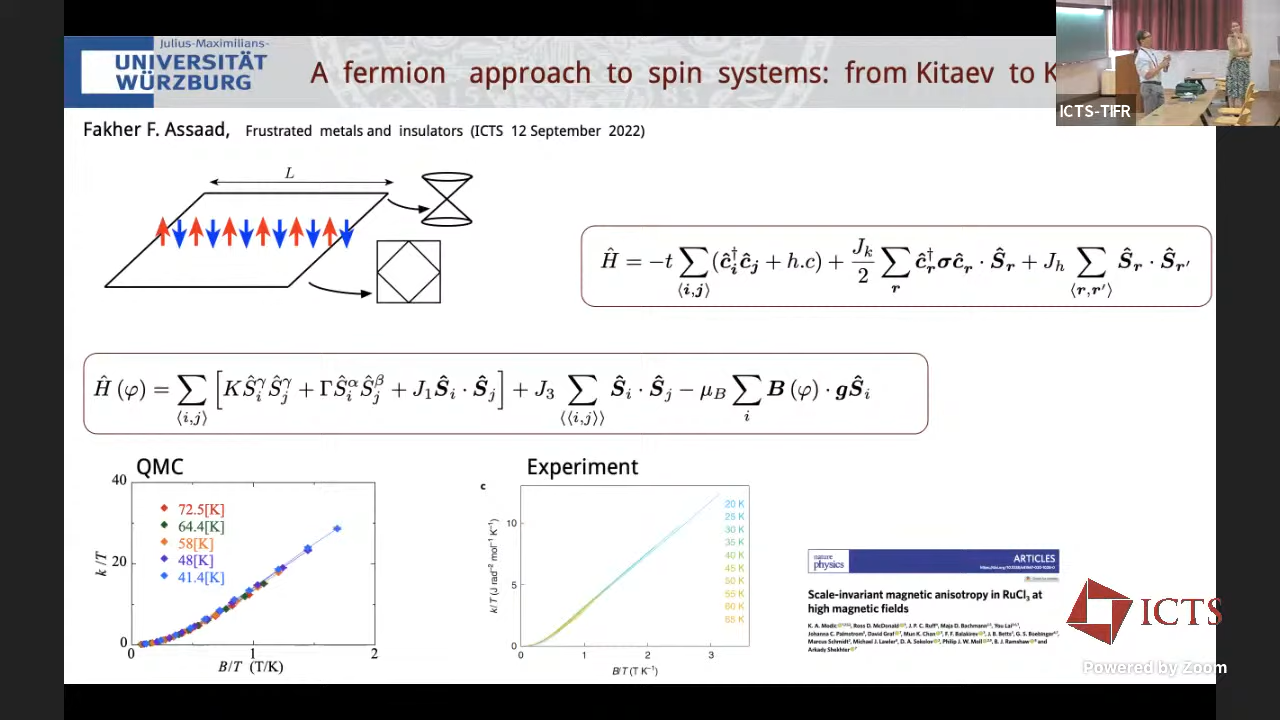 Julius-Maximilians-
UNIVERSITÄT
WÜRZBURG
A fermion approach to spin systems: from Kitaev to K
ICTS-TIFR
Fakher F. Assaad, Frustrated metals and insulators (ICTS 12 September 2022)
L
Ĥ = −t ∑⟨i,j⟩ (ĉ†i ĉj + h.c) + Jk/2 ∑r ĉ†r σ ĉr · Ŝr + Jh ∑⟨r,r′⟩ Ŝr · Ŝr′
Ĥ (φ) = ∑⟨i,j⟩ [K Ŝγi Ŝγj + Γ Ŝαi Ŝβj + J1 Ŝi · Ŝj] + J3 ∑⟨⟨i,j⟩⟩ Ŝi · Ŝj − μB ∑i B (φ) · g Ŝi
QMC
40
20
0
k /T
72.5[K]
64.4[K]
58[K]
48[K]
41.4[K]
0 1 2
B/T (T/K)
Experiment
c
10
5
0
k/T (J rad⁻² mol⁻¹ K⁻¹)
20 K
25 K
30 K
35 K
40 K
45 K
50 K
55 K
60 K
65 K
0 1 2 3
B/T (T K⁻¹)
nature
physics
ARTICLES
Scale-invariant magnetic anisotropy in RuCl3 at
high magnetic fields
K. A. Modic, Ross D. McDonald, J. P. C. Ruff, Maja D. Bachmann, You Lai,
Johanna C. Palmstrom, David Graf, Mun K. Chan, F. F. Balakirev, J. B. Betts, G. S. Boebinger,
Marcus Schmidt, Michael J. Lawler, D. A. Sokolov, Philip J. W. Moll, B. J. Ramshaw and
Arkady Shekhter
ICTS
Powered by Zoom